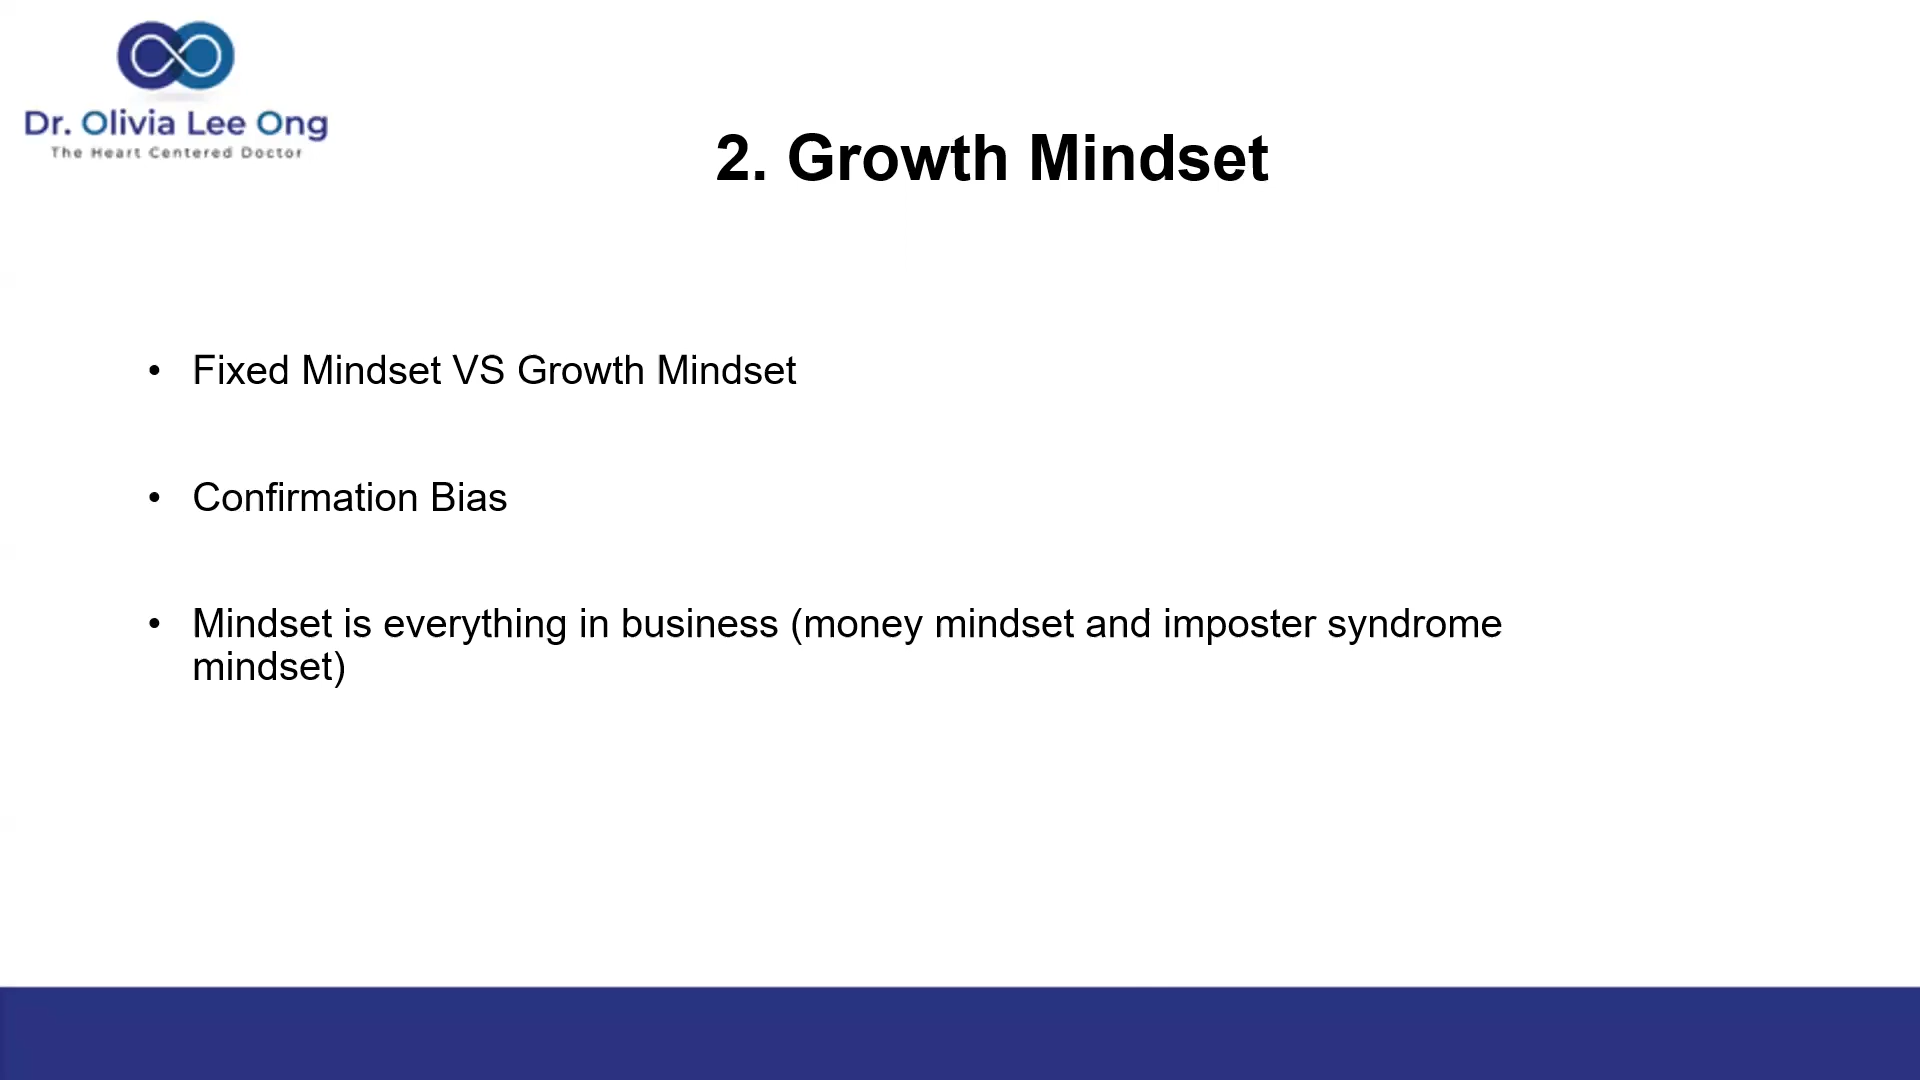 Dr. Olivia Lee Ong
The Heart Centered Doctor
2. Growth Mindset
• Fixed Mindset VS Growth Mindset
• Confirmation Bias
• Mindset is everything in business (money mindset and imposter syndrome
mindset)